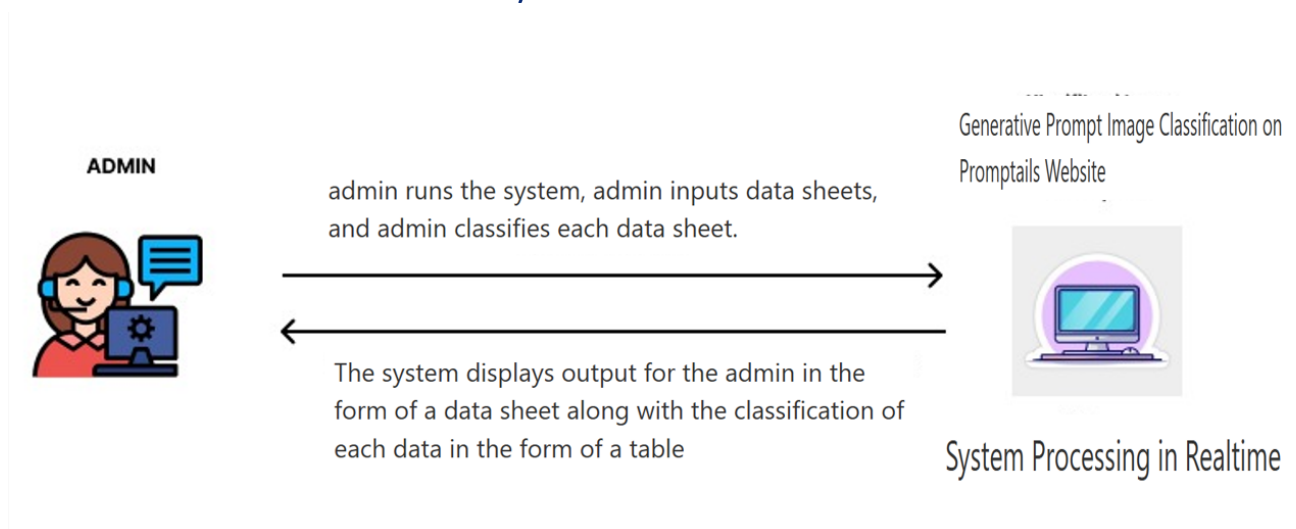 ADMIN
admin runs the system, admin inputs data sheets,
and admin classifies each data sheet.
The system displays output for the admin in the
form of a data sheet along with the classification of
each data in the form of a table
Generative Prompt Image Classification on
Promptails Website
System Processing in Realtime